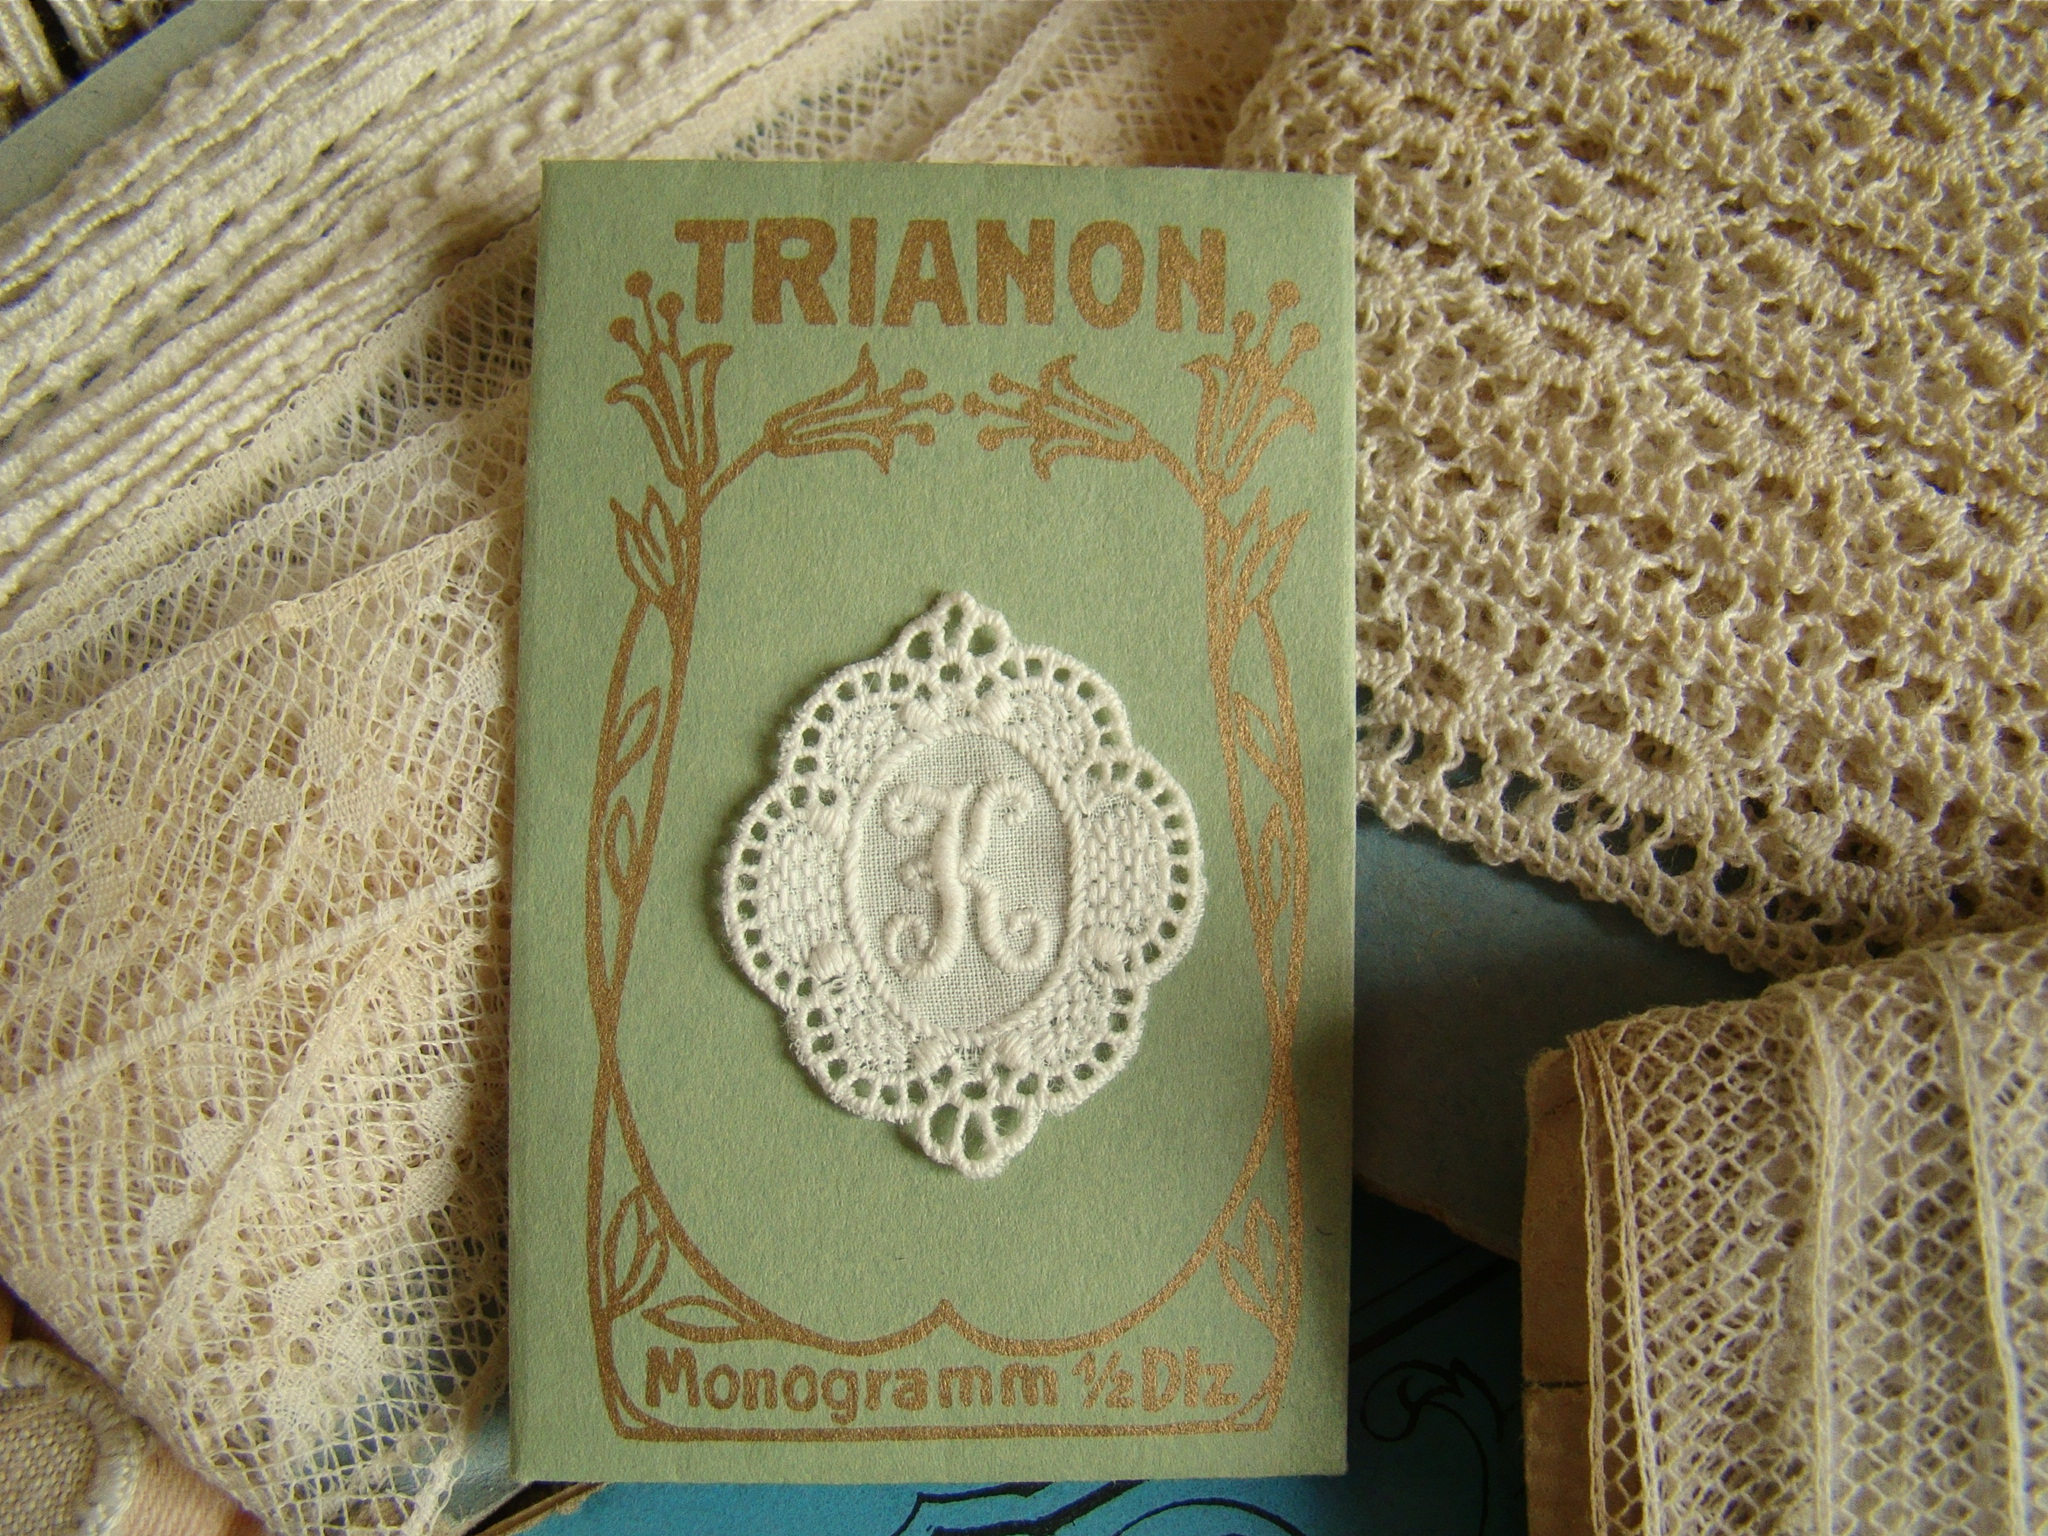 TRIANON
K
Monogramm 1/2 Dtz